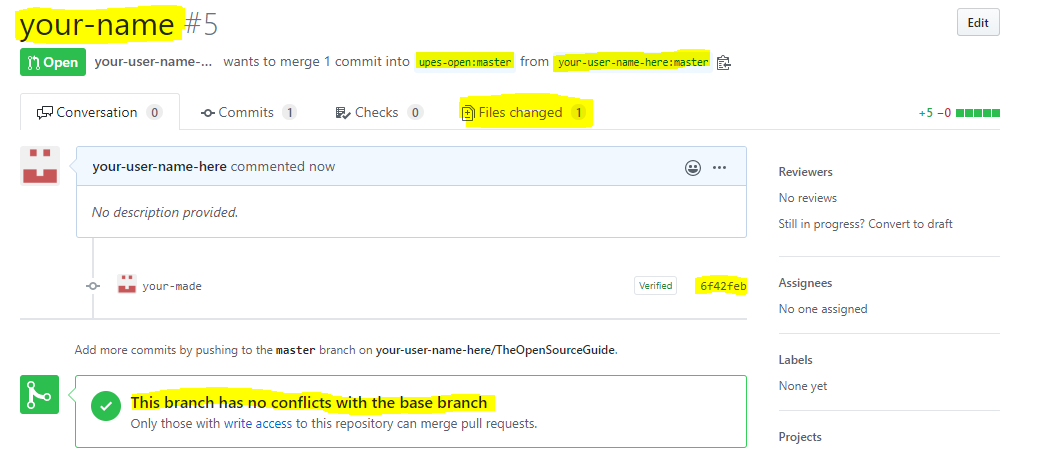 your-name #5
Edit
Open your-user-name-... wants to merge 1 commit into upes-open:master from your-user-name-here:master
Conversation 0 Commits 1 Checks 0 Files changed 1 +5 −0
your-user-name-here commented now
No description provided.
your-made Verified 6f42feb
Add more commits by pushing to the master branch on your-user-name-here/TheOpenSourceGuide.
This branch has no conflicts with the base branch
Only those with write access to this repository can merge pull requests.
Reviewers
No reviews
Still in progress? Convert to draft
Assignees
No one assigned
Labels
None yet
Projects